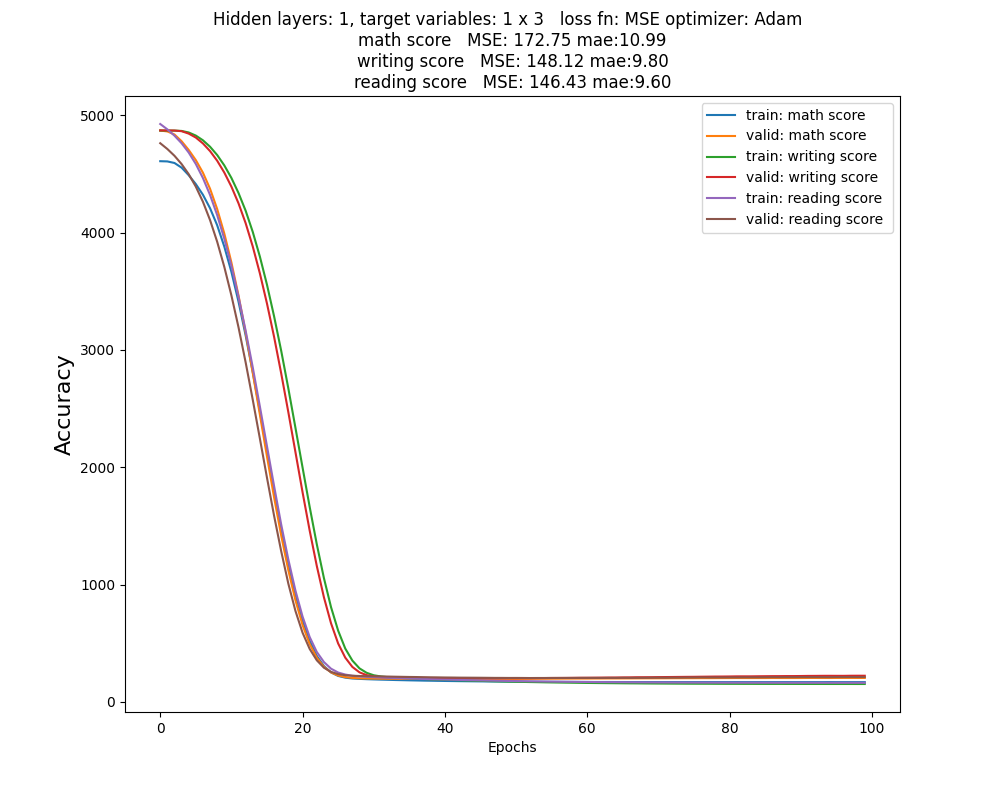 Hidden layers: 1, target variables: 1 x 3   loss fn: MSE optimizer: Adam
math score   MSE: 172.75 mae:10.99
writing score   MSE: 148.12 mae:9.80
reading score   MSE: 146.43 mae:9.60
train: math score
valid: math score
train: writing score
valid: writing score
train: reading score
valid: reading score
5000
4000
3000
2000
1000
0
Accuracy
0 20 40 60 80 100
Epochs